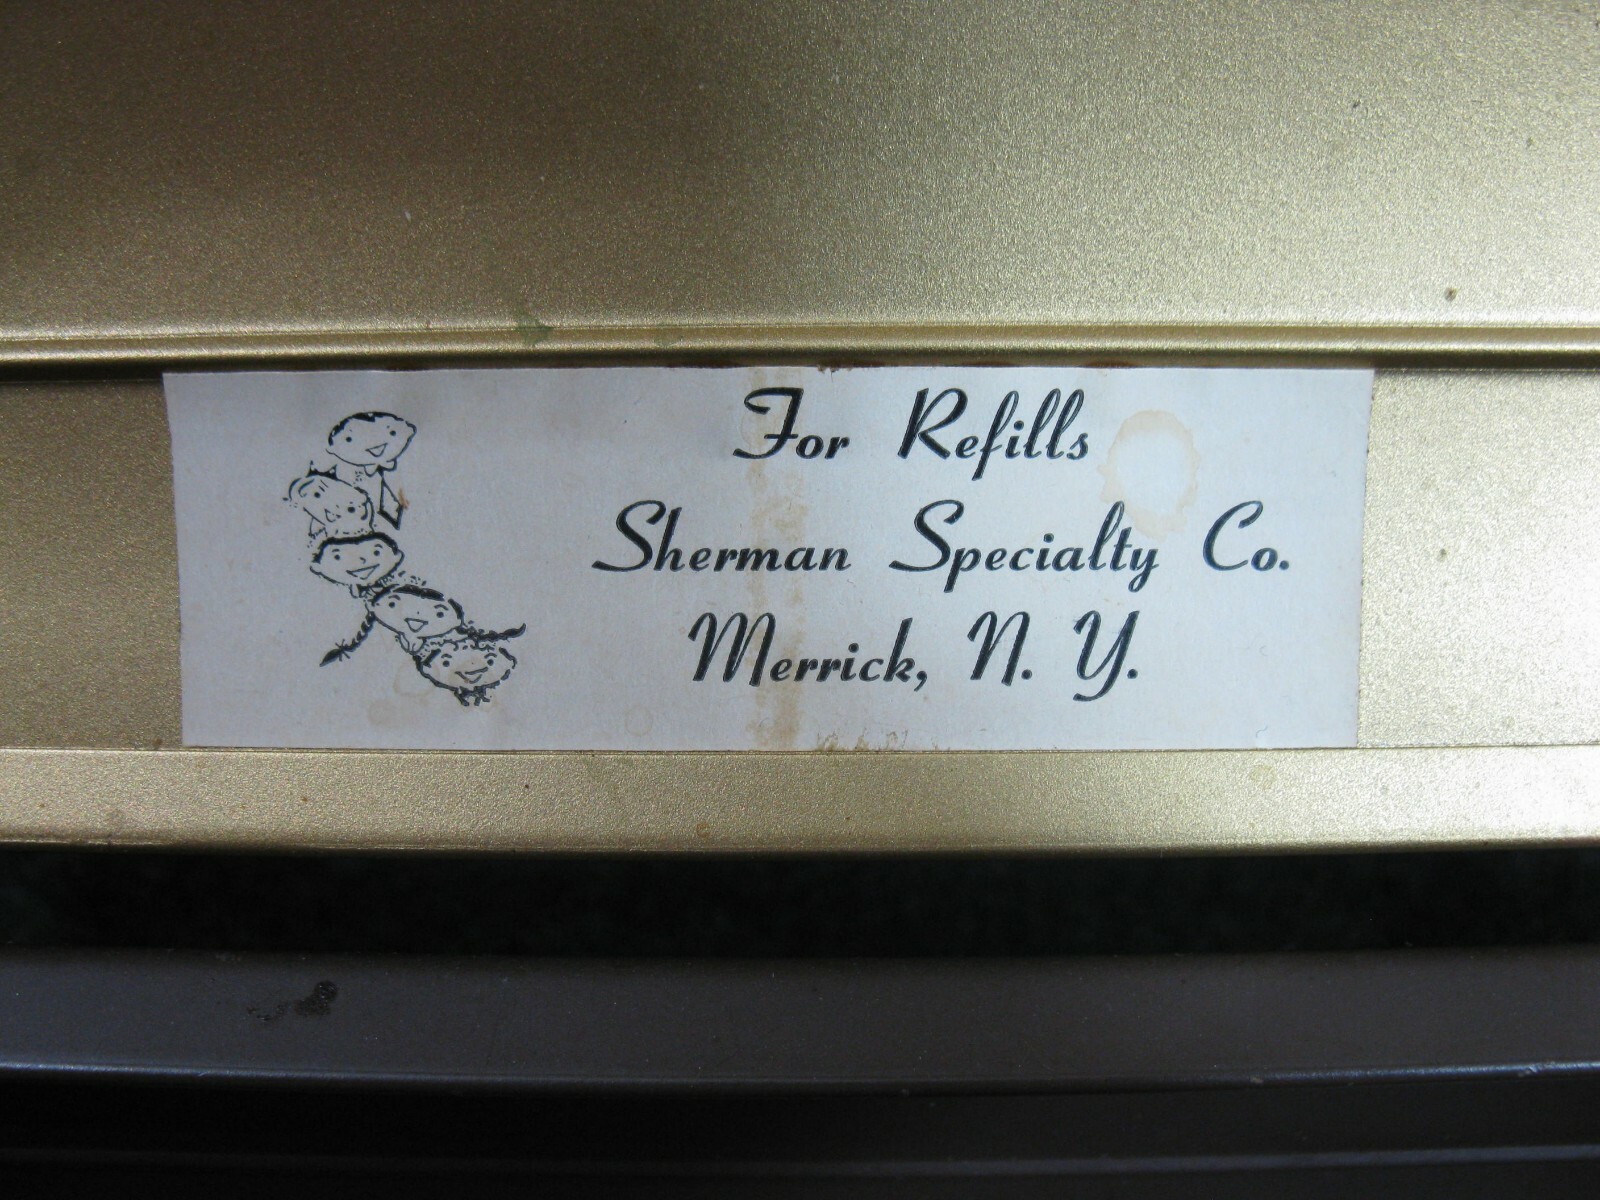 For Refills
Sherman Specialty Co.
Merrick, N. Y.